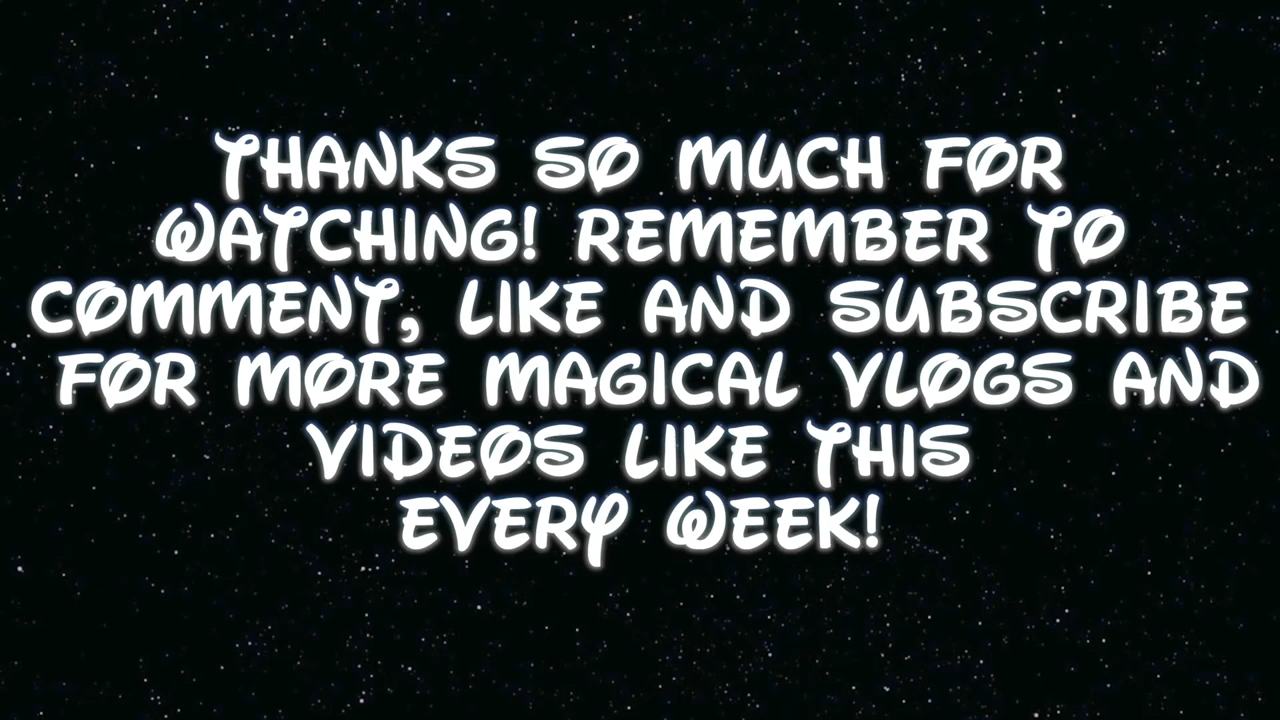 THANKS SO MUCH FOR
WATCHING! REMEMBER TO
COMMENT, LIKE AND SUBSCRIBE
FOR MORE MAGICAL VLOGS AND
VIDEOS LIKE THIS
EVERY WEEK!